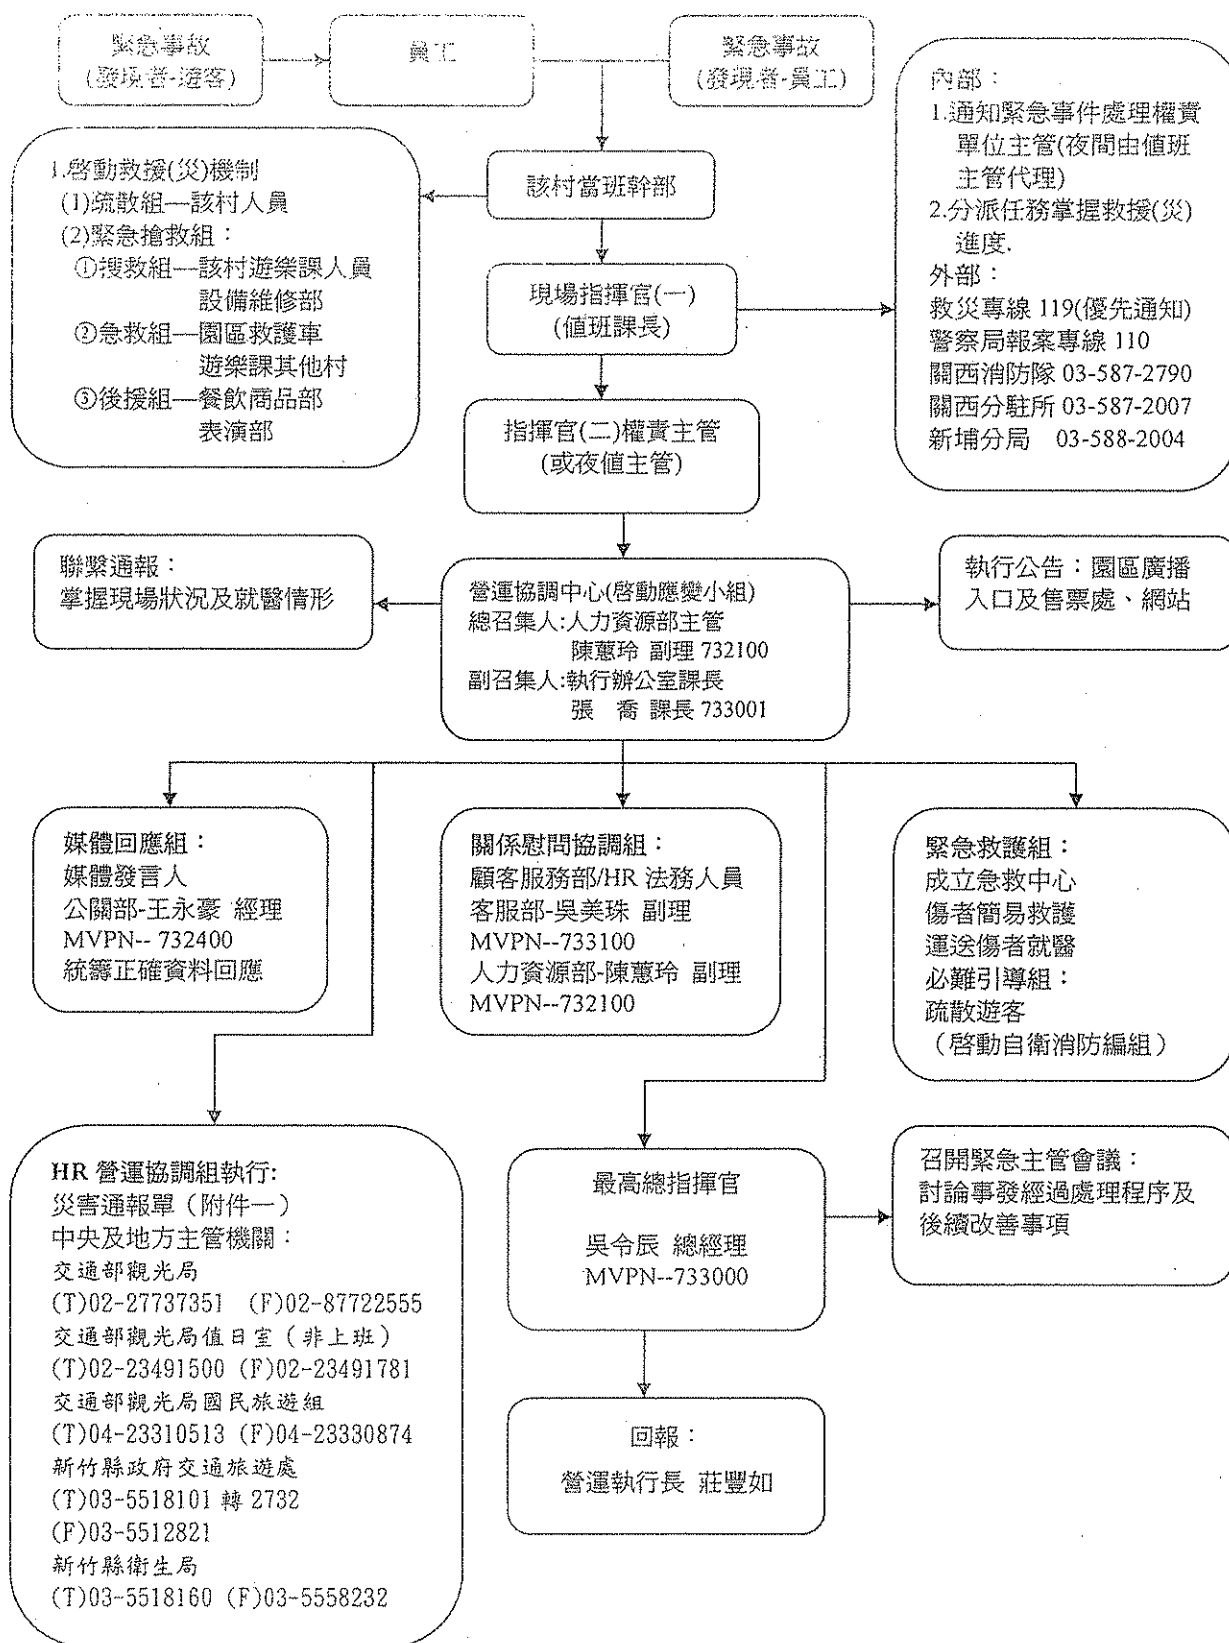 緊急事故
(發現者-遊客)
員工
緊急事故
(發現者-員工)
內部：
1.通知緊急事件處理權責
單位主管(夜間由值班
主管代理)
2.分派任務掌握救援(災)
進度.
外部：
救災專線 119(優先通知)
警察局報案專線 110
關西消防隊 03-587-2790
關西分駐所 03-587-2007
新埔分局 03-588-2004
1.啓動救援(災)機制
(1)疏散組—該村人員
(2)緊急搶救組：
①搜救組—該村遊樂課人員
設備維修部
②急救組—園區救護車
遊樂課其他村
③後援組—餐飲商品部
表演部
該村當班幹部
現場指揮官(一)
(值班課長)
指揮官(二)權責主管
(或夜值主管)
聯繫通報：
掌握現場狀況及就醫情形
營運協調中心(啓動應變小組)
總召集人:人力資源部主管
陳蕙玲 副理 732100
副召集人:執行辦公室課長
張 喬 課長 733001
執行公告：園區廣播
入口及售票處、網站
媒體回應組：
媒體發言人
公關部-王永豪 經理
MVPN-- 732400
統籌正確資料回應
關係慰問協調組：
顧客服務部/HR 法務人員
客服部-吳美珠 副理
MVPN--733100
人力資源部-陳蕙玲 副理
MVPN--732100
緊急救護組：
成立急救中心
傷者簡易救護
運送傷者就醫
必難引導組：
疏散遊客
（啓動自衛消防編組）
HR 營運協調組執行:
災害通報單（附件一）
中央及地方主管機關：
交通部觀光局
(T)02-27737351 (F)02-87722555
交通部觀光局值日室（非上班）
(T)02-23491500 (F)02-23491781
交通部觀光局國民旅遊組
(T)04-23310513 (F)04-23330874
新竹縣政府交通旅遊處
(T)03-5518101 轉 2732
(F)03-5512821
新竹縣衛生局
(T)03-5518160 (F)03-5558232
最高總指揮官
吳令辰 總經理
MVPN--733000
召開緊急主管會議：
討論事發經過處理程序及
後續改善事項
回報：
營運執行長 莊豐如